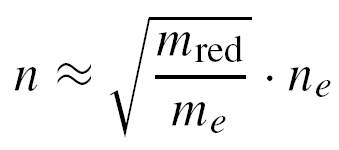 n ≈ √(m_red / m_e) · n_e